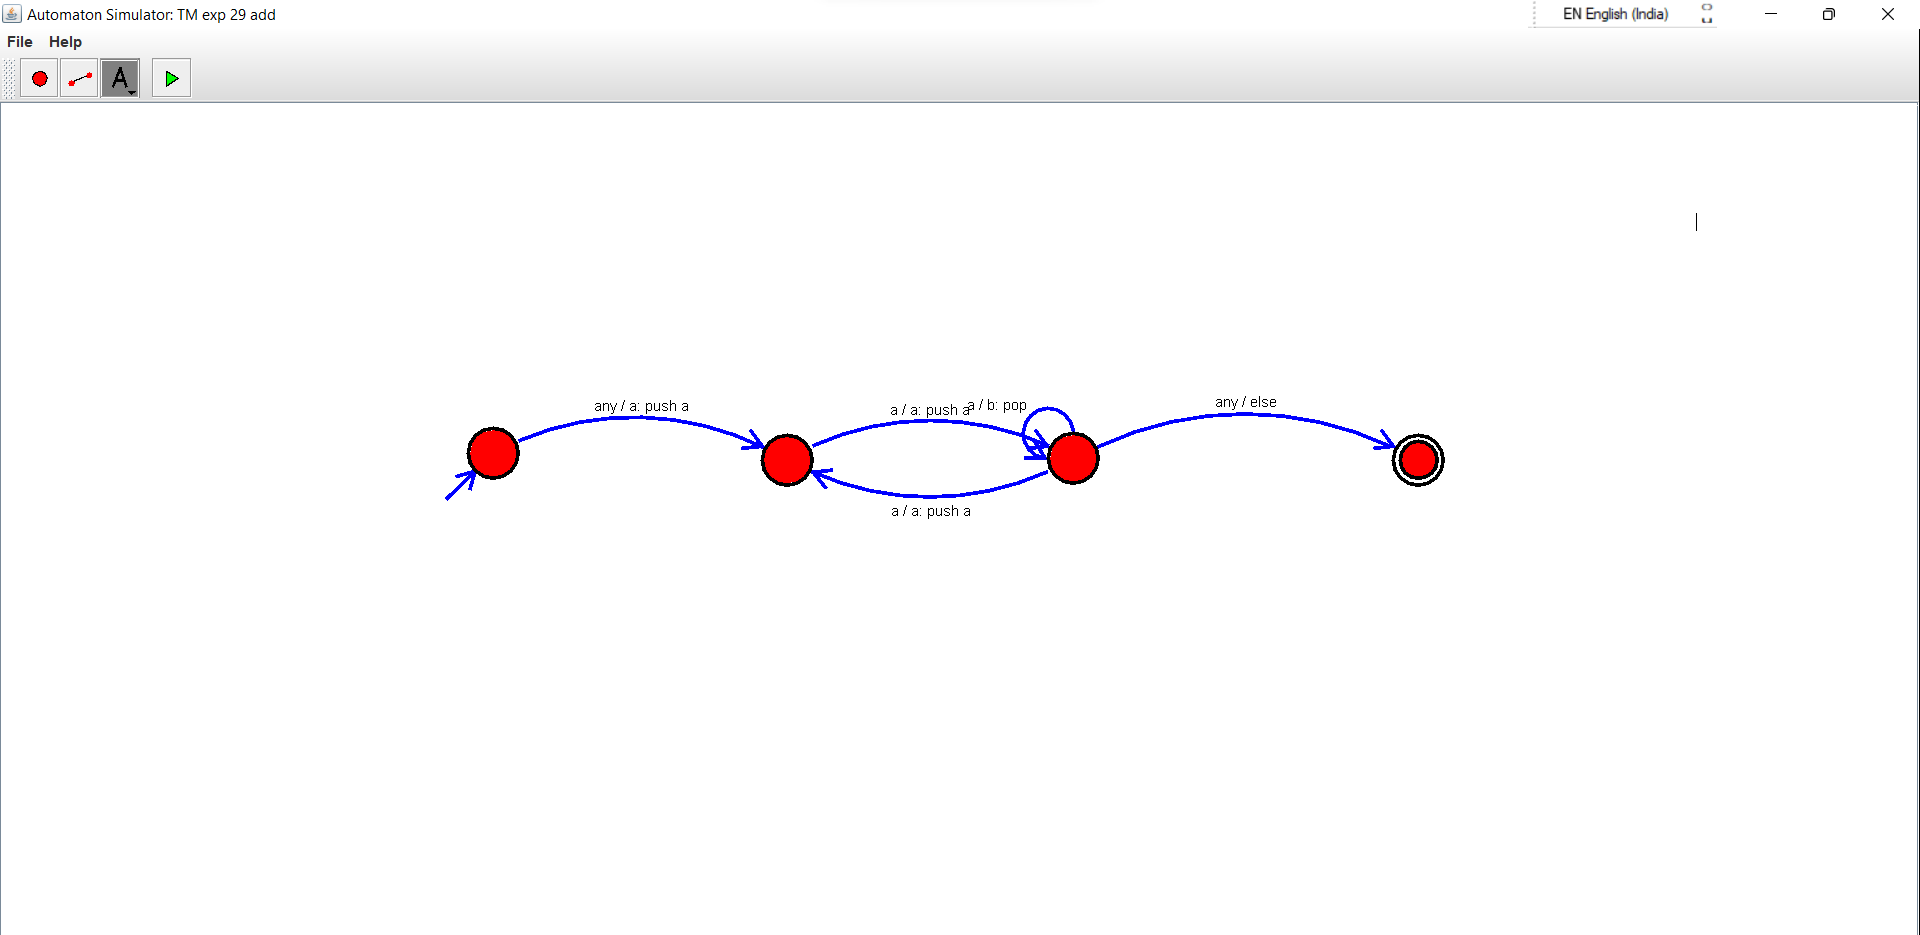 Automaton Simulator: TM exp 29 add
EN English (India)
File Help
A
any / a: push a
a / a: push a
a / b: pop
any / else
a / a: push a